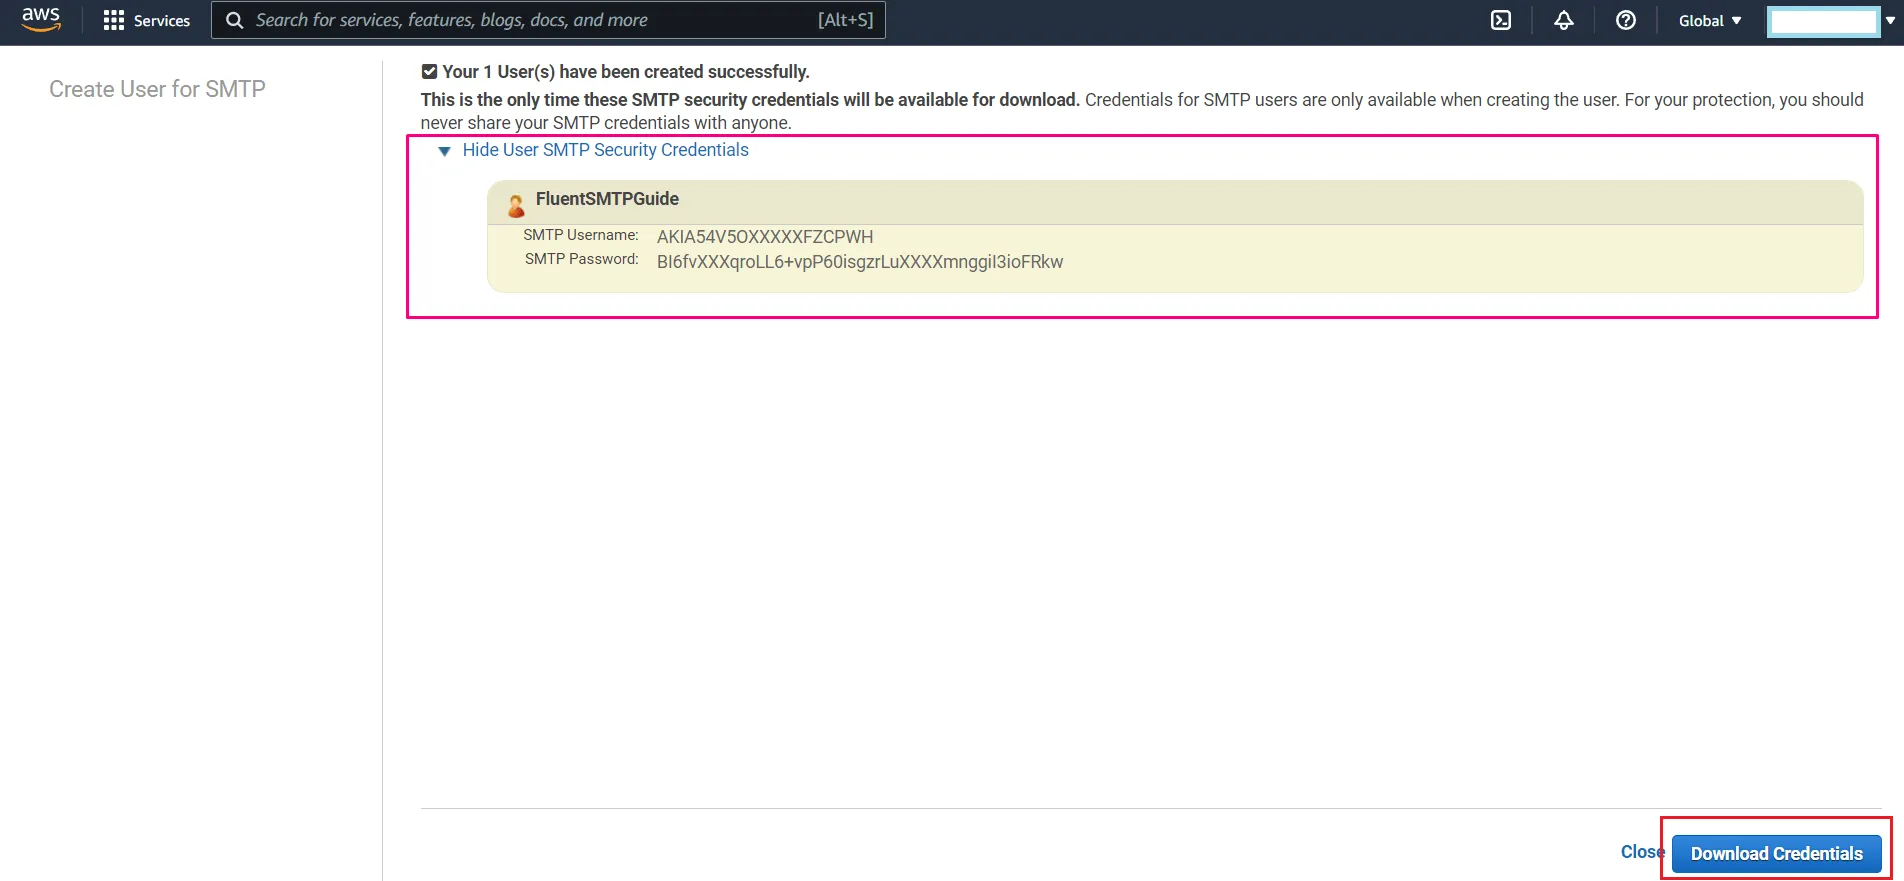 aws Services Search for services, features, blogs, docs, and more [Alt+S] Global
Create User for SMTP
Your 1 User(s) have been created successfully.
This is the only time these SMTP security credentials will be available for download. Credentials for SMTP users are only available when creating the user. For your protection, you should
never share your SMTP credentials with anyone.
Hide User SMTP Security Credentials
FluentSMTPGuide
SMTP Username: AKIA54V5OXXXXXFZCPWH
SMTP Password: BI6fvXXXqroLL6+vpP60isgzrLuXXXXmnggiI3ioFRkw
Close Download Credentials